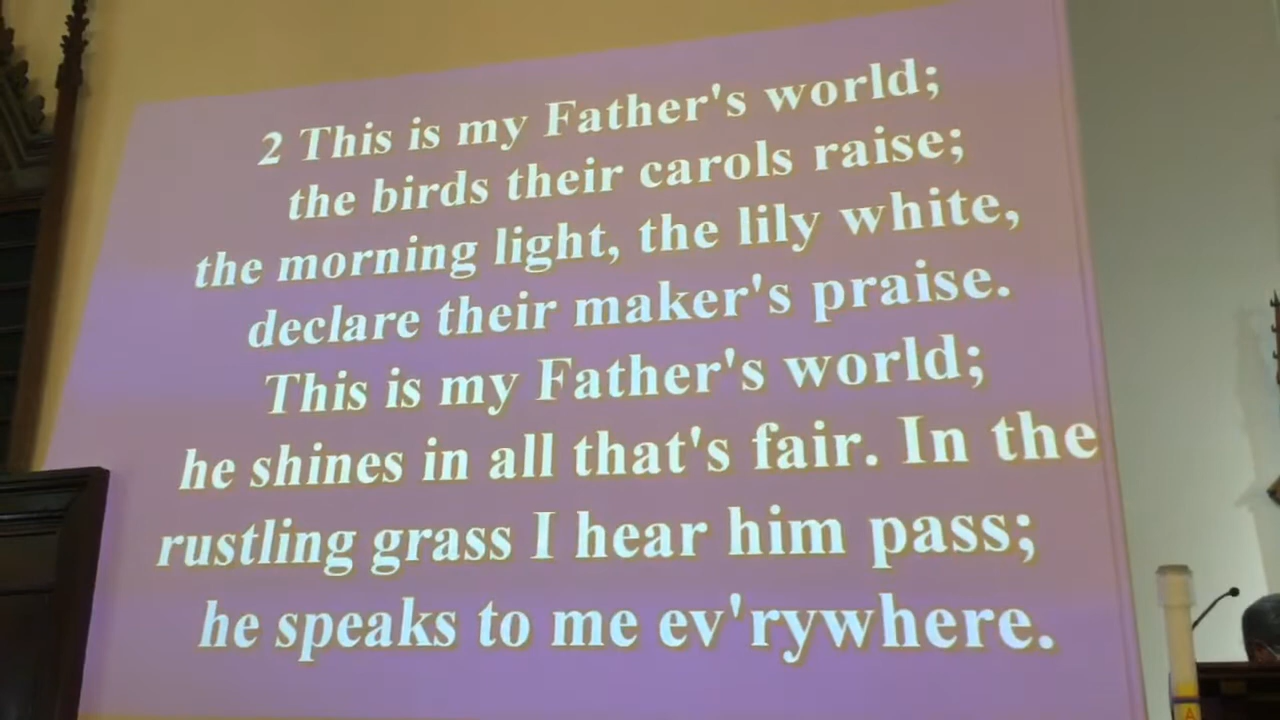 2 This is my Father's world;
the birds their carols raise;
the morning light, the lily white,
declare their maker's praise.
This is my Father's world;
he shines in all that's fair. In the
rustling grass I hear him pass;
he speaks to me ev'rywhere.